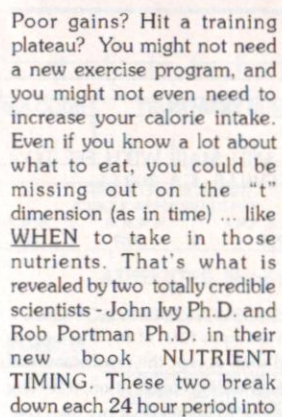 Poor gains? Hit a training
plateau? You might not need
a new exercise program, and
you might not even need to
increase your calorie intake.
Even if you know a lot about
what to eat, you could be
missing out on the "t"
dimension (as in time) ... like
WHEN to take in those
nutrients. That's what is
revealed by two totally credible
scientists - John Ivy Ph.D. and
Rob Portman Ph.D. in their
new book NUTRIENT
TIMING. These two break
down each 24 hour period into